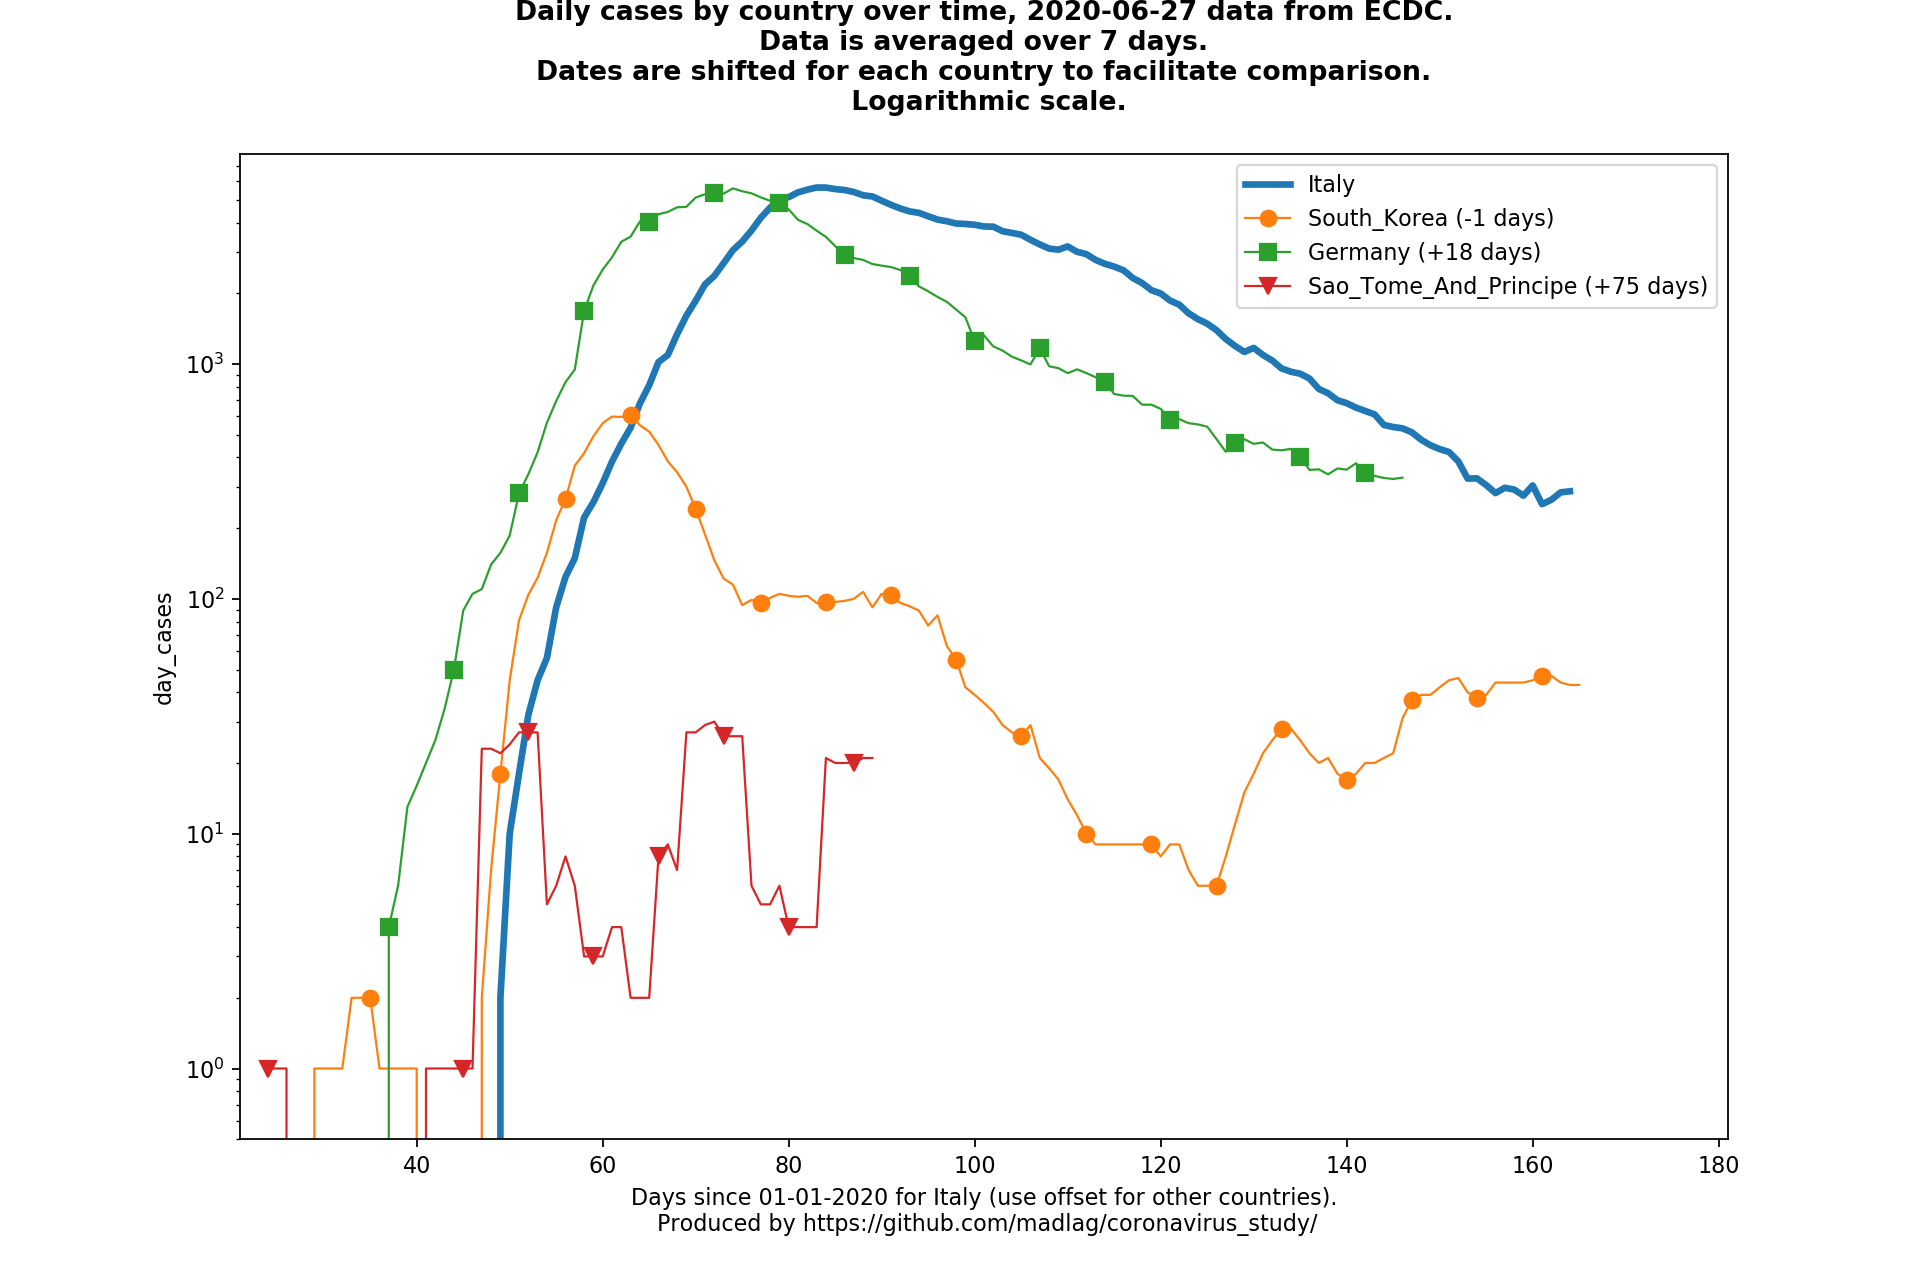 Daily cases by country over time, 2020-06-27 data from ECDC.
Data is averaged over 7 days.
Dates are shifted for each country to facilitate comparison.
Logarithmic scale.
Italy
South_Korea (-1 days)
Germany (+18 days)
Sao_Tome_And_Principe (+75 days)
10³
10²
10¹
10⁰
day_cases
40 60 80 100 120 140 160 180
Days since 01-01-2020 for Italy (use offset for other countries).
Produced by https://github.com/madlag/coronavirus_study/